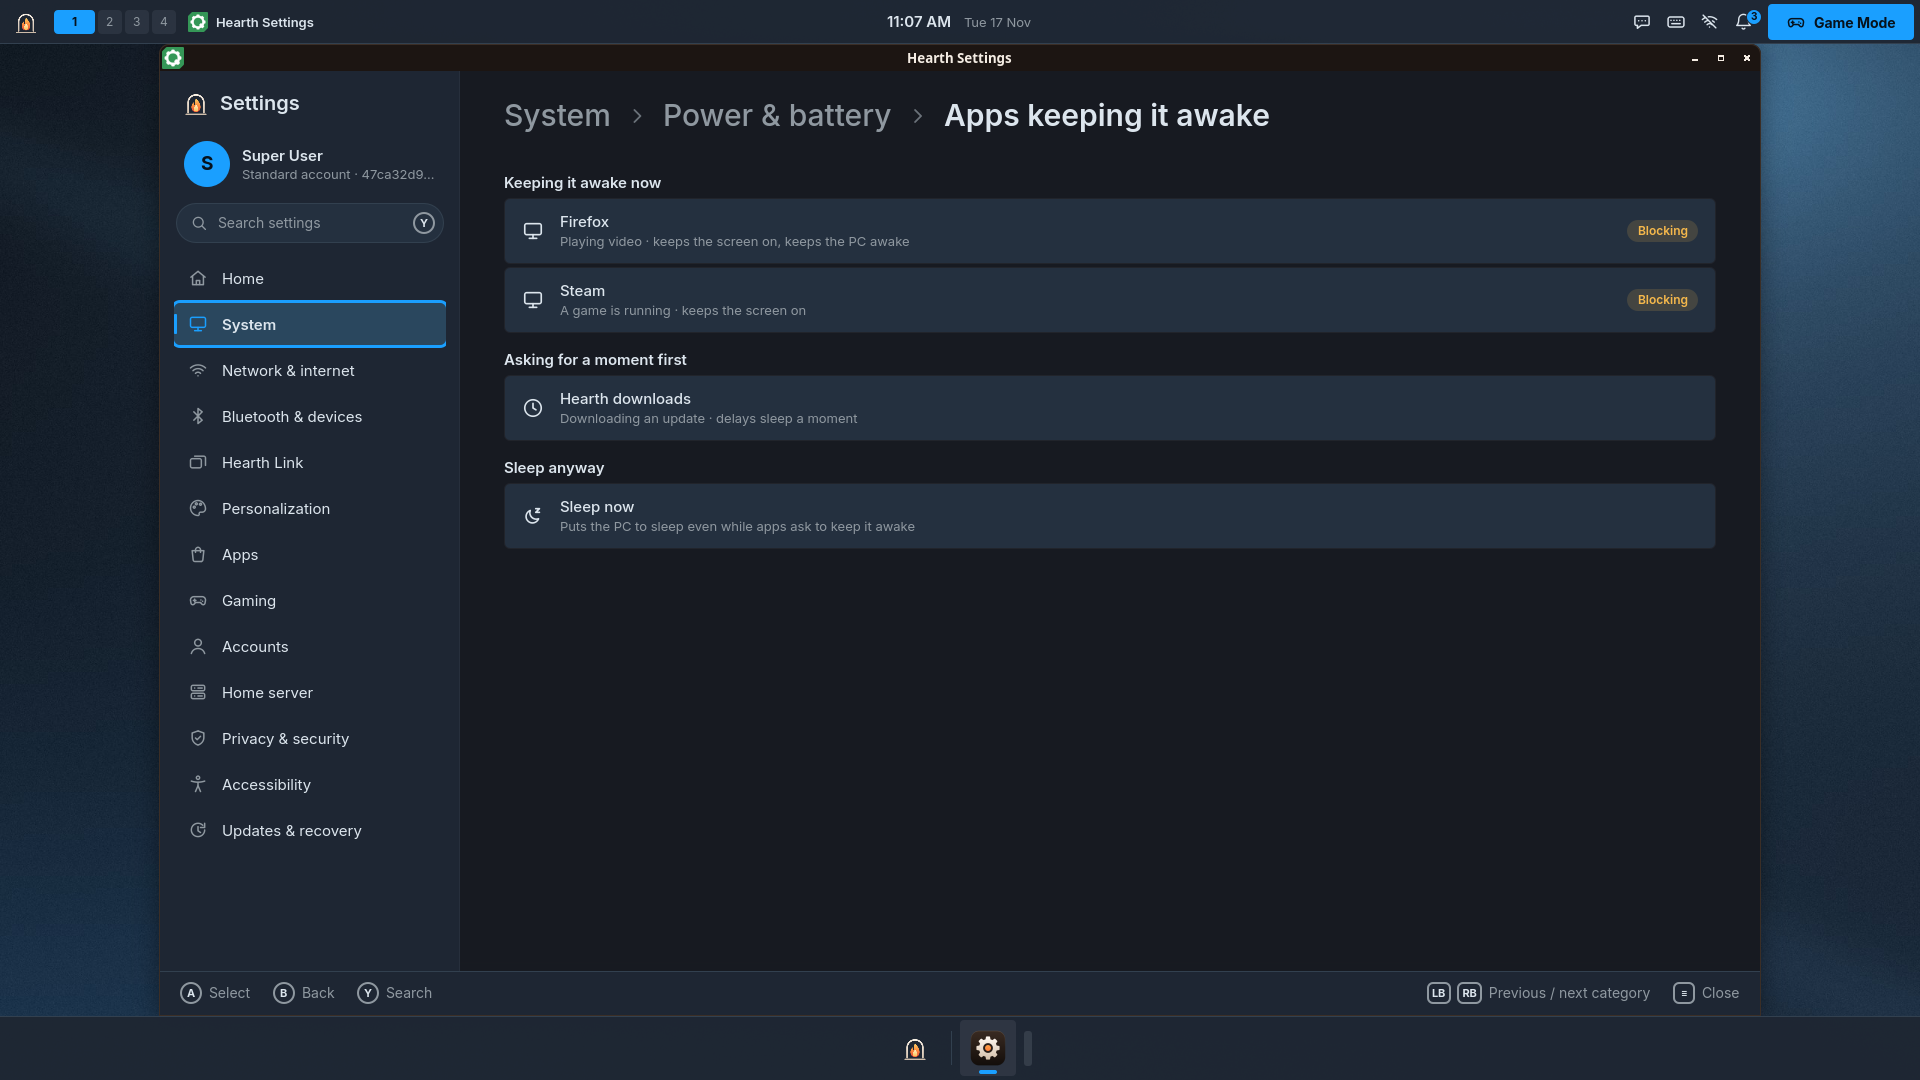 1
2
3
4
Hearth Settings
11:07 AM
Tue 17 Nov
3
Game Mode
Hearth Settings
Settings
S
Super User
Standard account · 47ca32d9...
Search settings
Y
Home
System
Network & internet
Bluetooth & devices
Hearth Link
Personalization
Apps
Gaming
Accounts
Home server
Privacy & security
Accessibility
Updates & recovery
System > Power & battery > Apps keeping it awake
Keeping it awake now
Firefox
Playing video · keeps the screen on, keeps the PC awake
Blocking
Steam
A game is running · keeps the screen on
Blocking
Asking for a moment first
Hearth downloads
Downloading an update · delays sleep a moment
Sleep anyway
Sleep now
Puts the PC to sleep even while apps ask to keep it awake
A Select
B Back
Y Search
LB RB Previous / next category
≡ Close